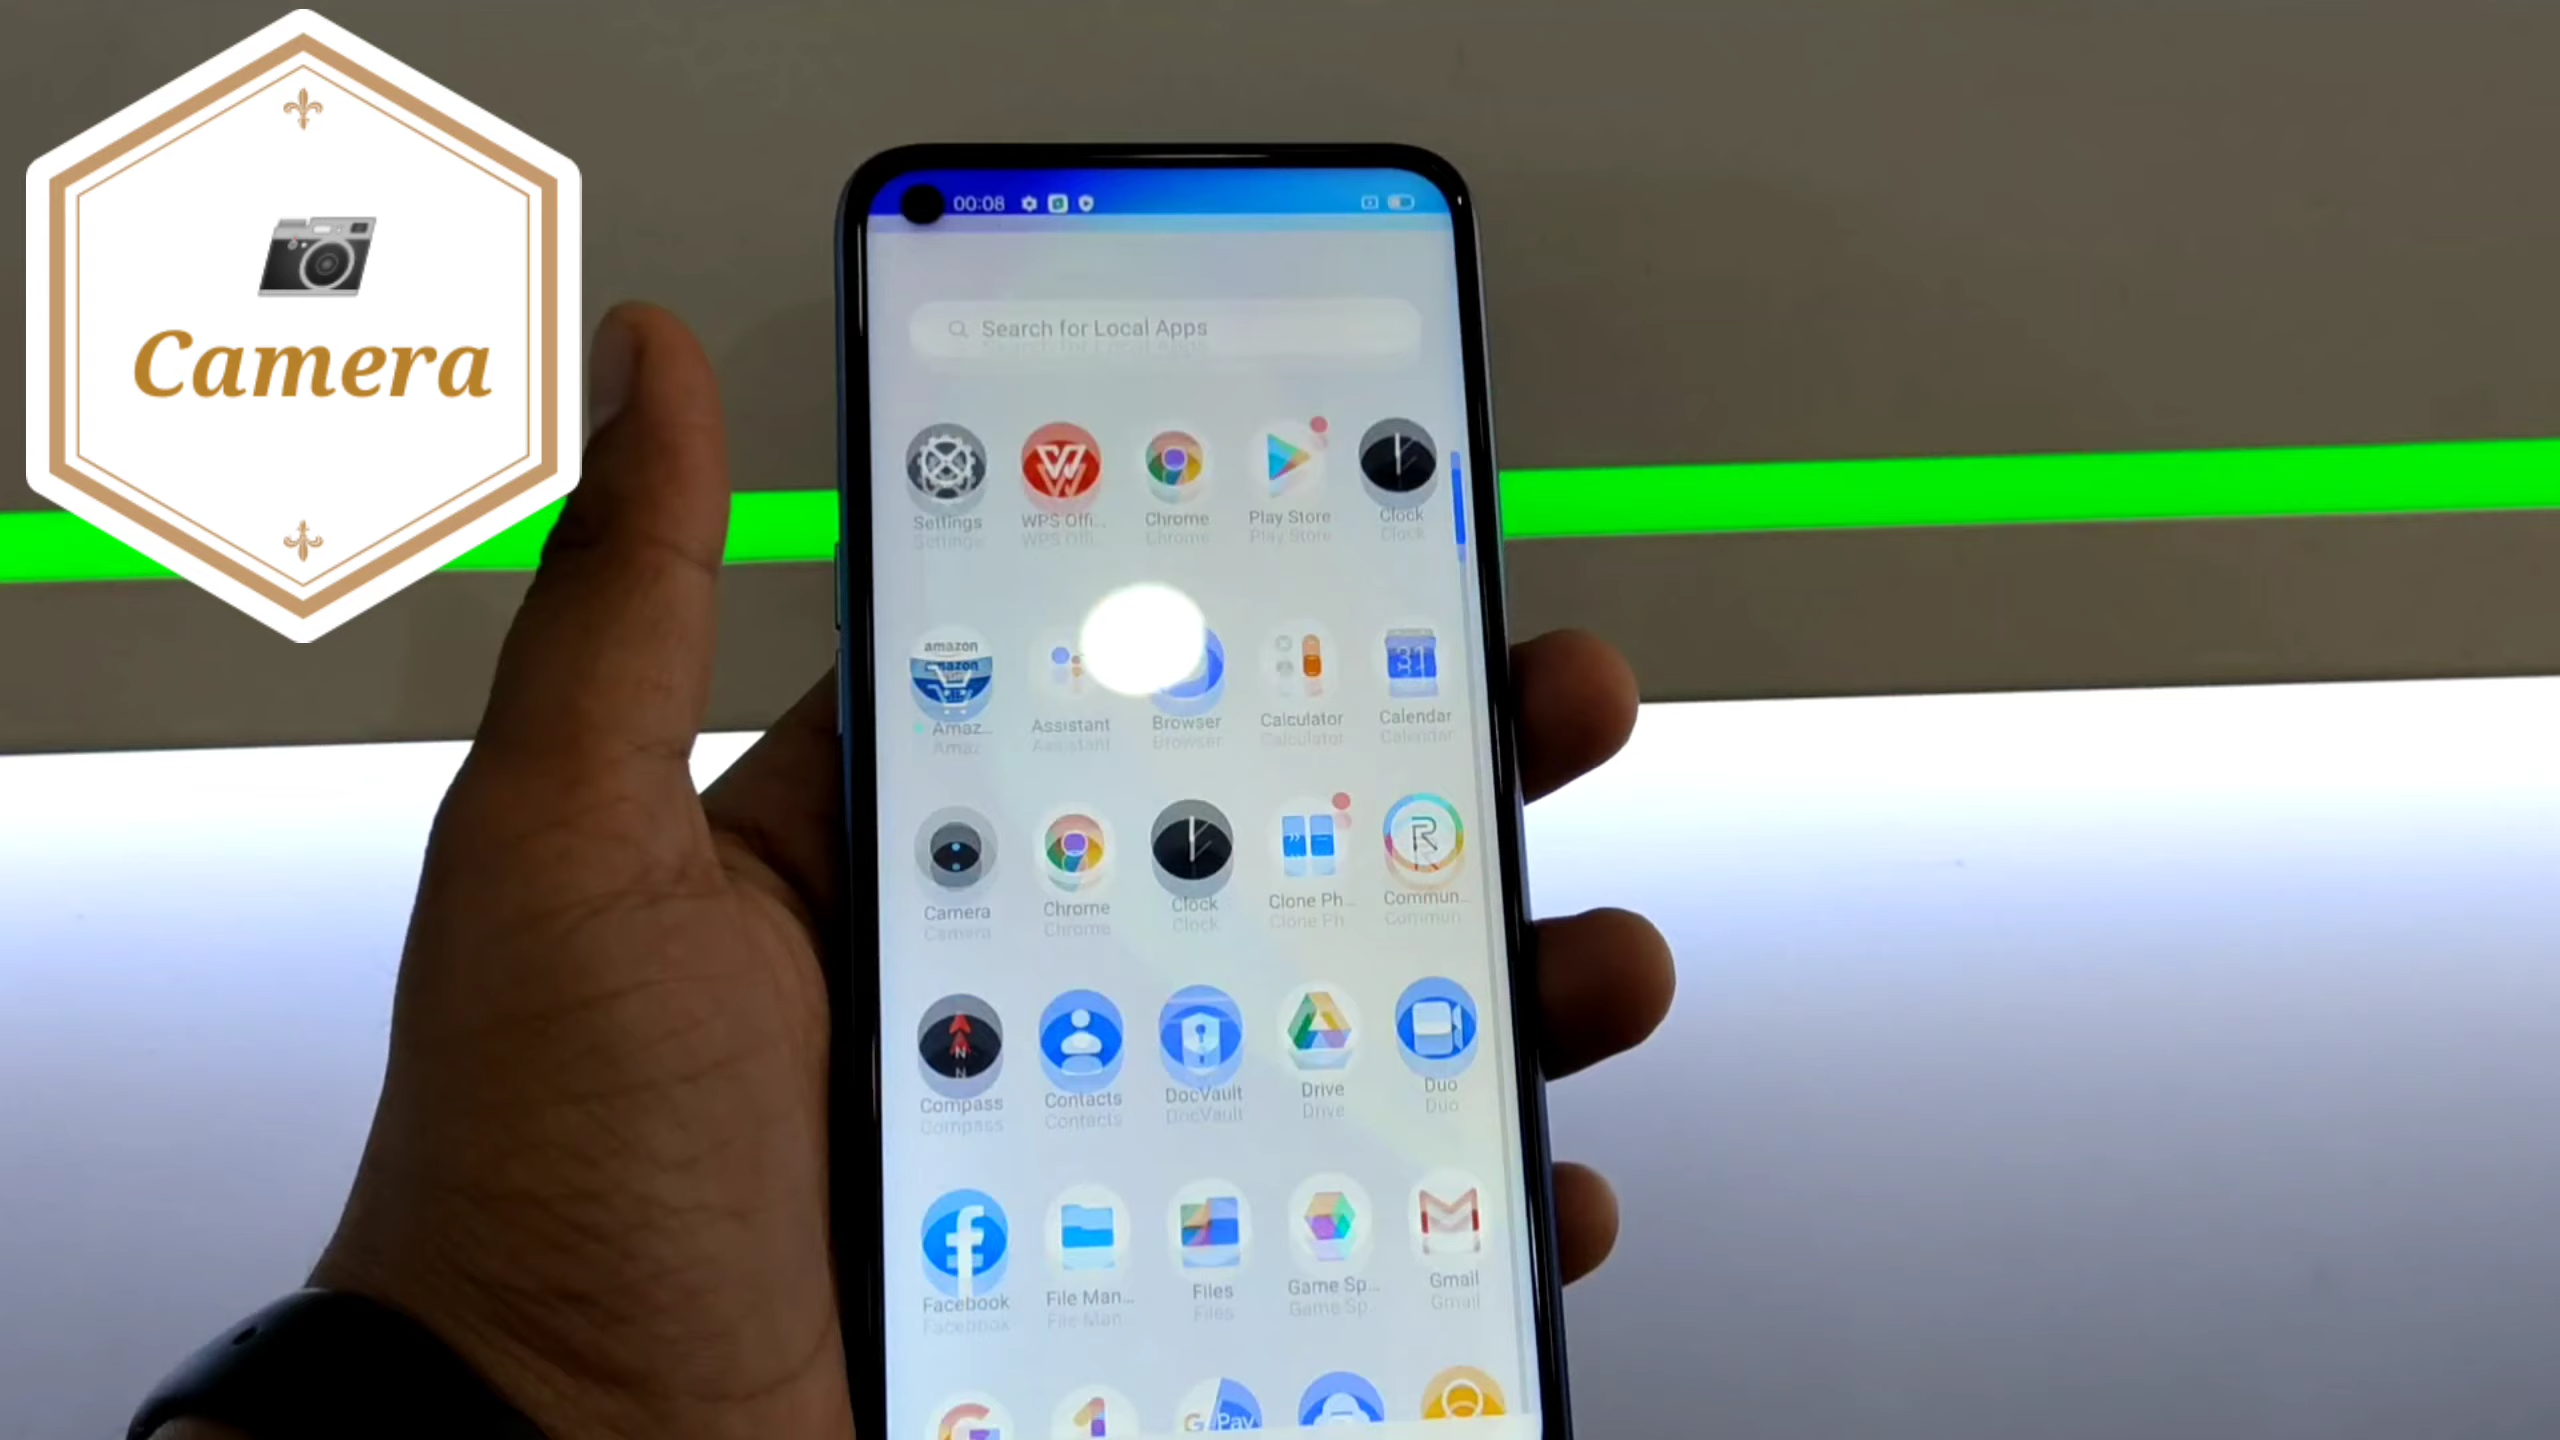 Camera
00:08
Search for Local Apps
Settings WPS Offi... Chrome Play Store Clock
amazon
31
Amaz... Assistant Browser Calculator Calendar
Camera Chrome Clock Clone Ph... Commun...
N
Compass Contacts DocVault Drive Duo
Facebook File Man... Files Game Sp... Gmail
G Pay